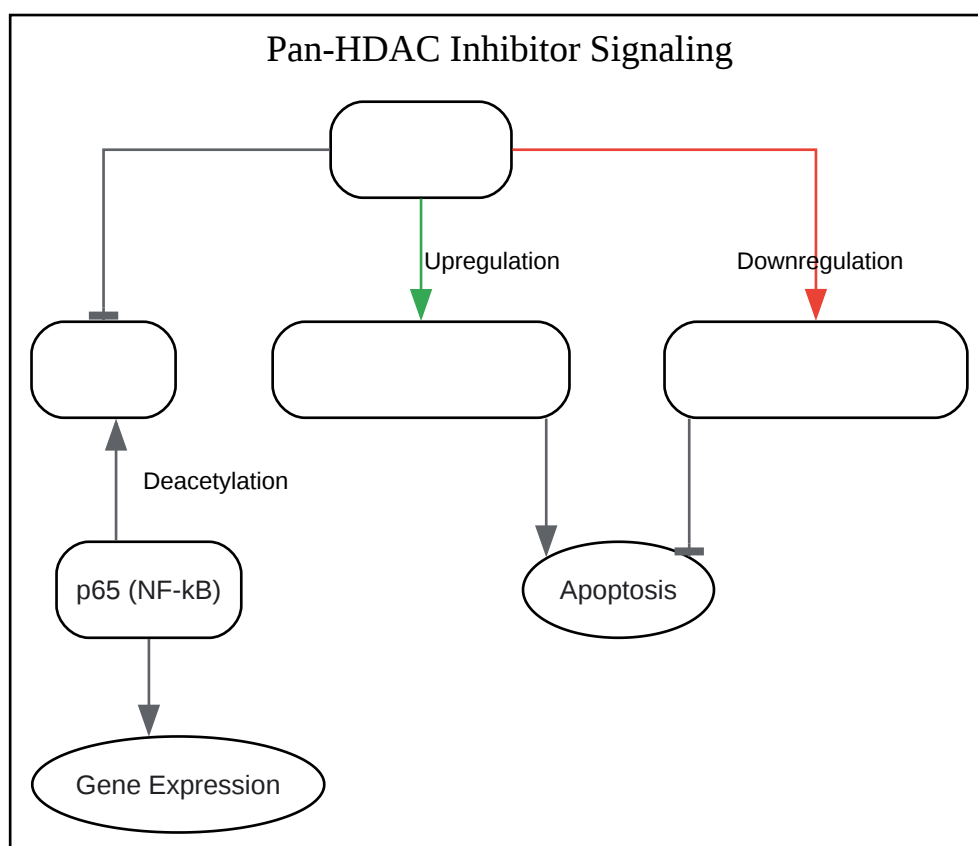 Pan-HDAC Inhibitor Signaling
Upregulation
Downregulation
Deacetylation
p65 (NF-kB)
Apoptosis
Gene Expression